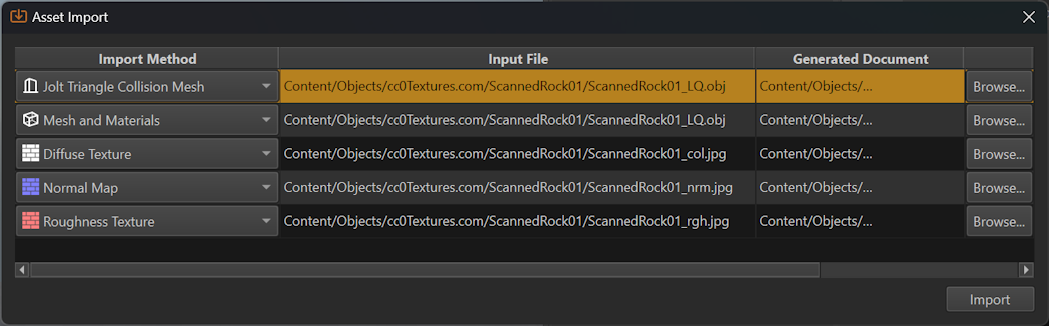 Asset Import
Import Method Input File Generated Document
Jolt Triangle Collision Mesh Content/Objects/cc0Textures.com/ScannedRock01/ScannedRock01_LQ.obj Content/Objects/... Browse...
Mesh and Materials Content/Objects/cc0Textures.com/ScannedRock01/ScannedRock01_LQ.obj Content/Objects/... Browse...
Diffuse Texture Content/Objects/cc0Textures.com/ScannedRock01/ScannedRock01_col.jpg Content/Objects/... Browse...
Normal Map Content/Objects/cc0Textures.com/ScannedRock01/ScannedRock01_nrm.jpg Content/Objects/... Browse...
Roughness Texture Content/Objects/cc0Textures.com/ScannedRock01/ScannedRock01_rgh.jpg Content/Objects/... Browse...
Import